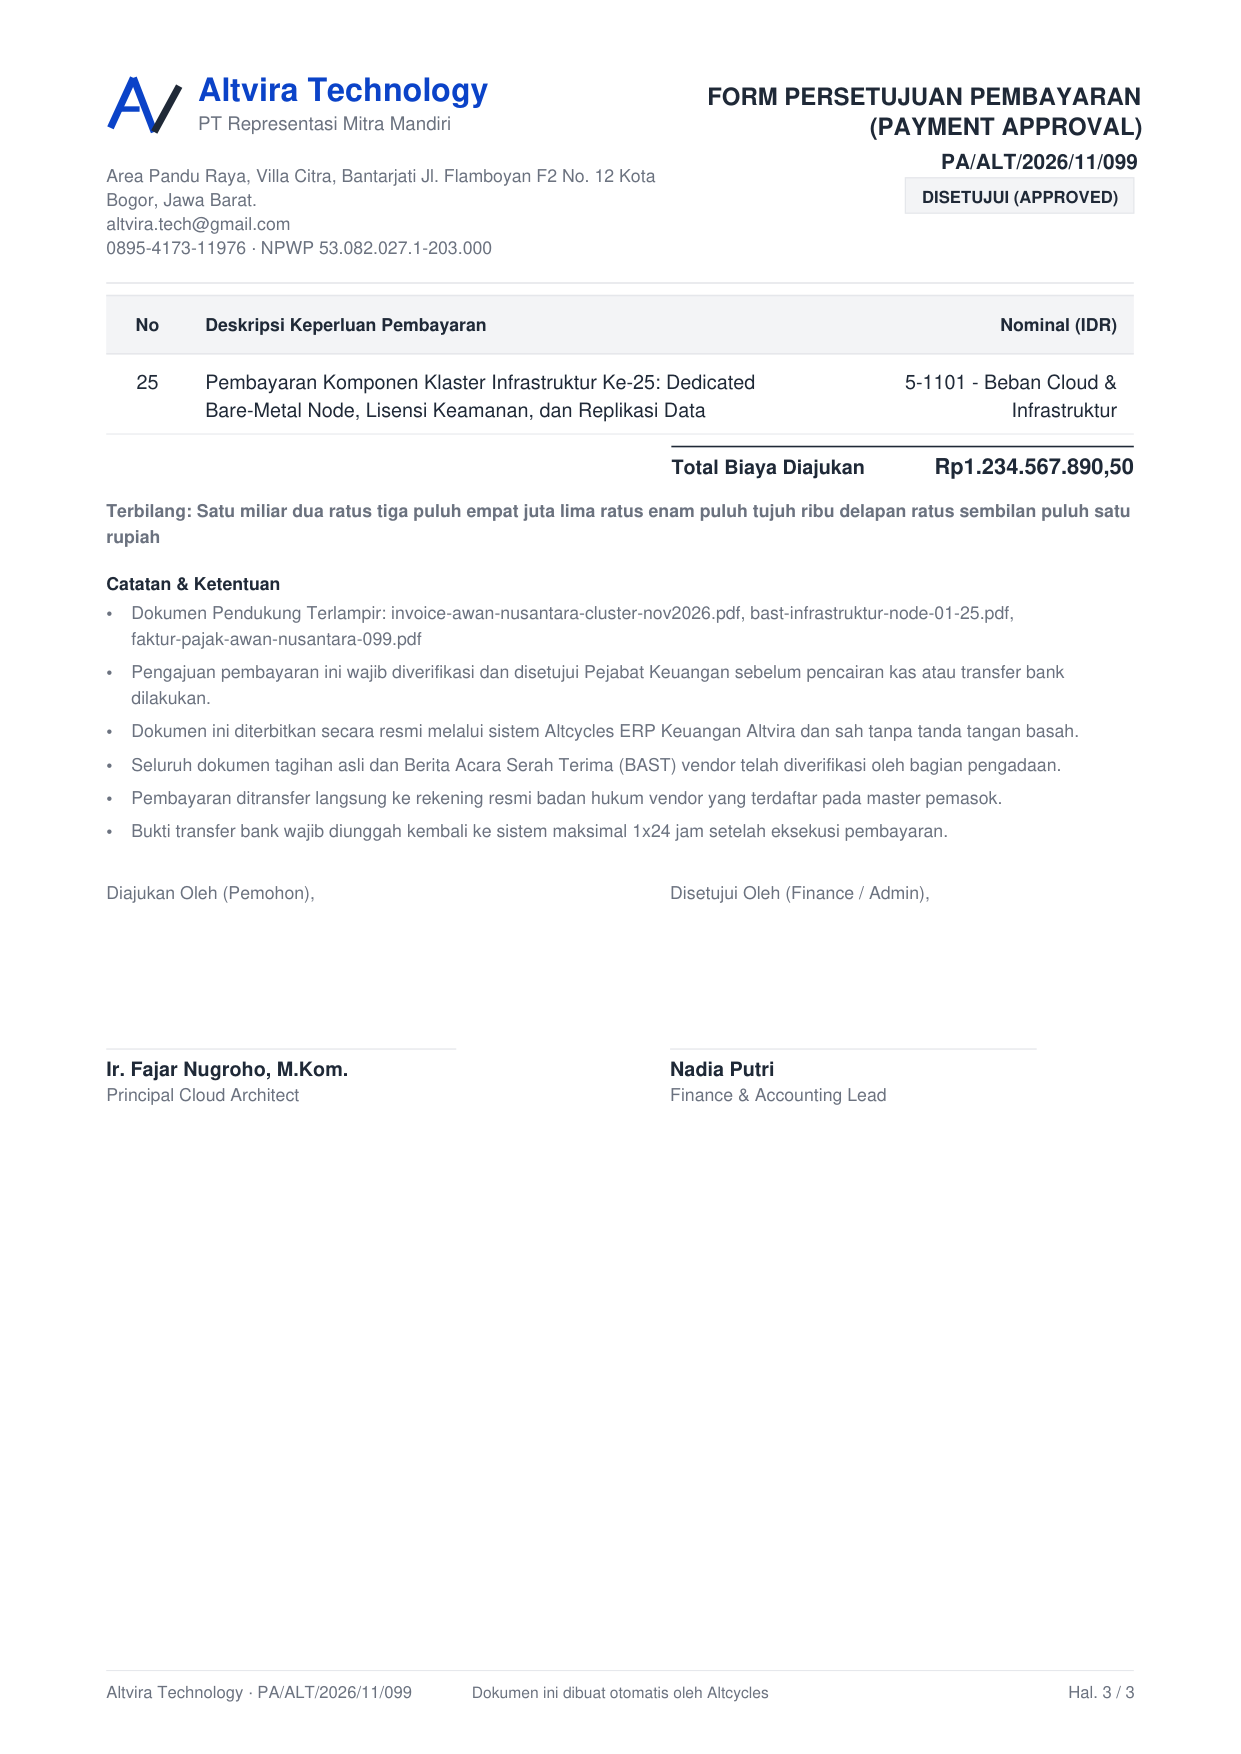 Altvira Technology
PT Representasi Mitra Mandiri
Area Pandu Raya, Villa Citra, Bantarjati Jl. Flamboyan F2 No. 12 Kota
Bogor, Jawa Barat.
altvira.tech@gmail.com
0895-4173-11976 · NPWP 53.082.027.1-203.000
FORM PERSETUJUAN PEMBAYARAN
(PAYMENT APPROVAL)
PA/ALT/2026/11/099
DISETUJUI (APPROVED)
No Deskripsi Keperluan Pembayaran Nominal (IDR)
25 Pembayaran Komponen Klaster Infrastruktur Ke-25: Dedicated 5-1101 - Beban Cloud &
Bare-Metal Node, Lisensi Keamanan, dan Replikasi Data Infrastruktur
Total Biaya Diajukan Rp1.234.567.890,50
Terbilang: Satu miliar dua ratus tiga puluh empat juta lima ratus enam puluh tujuh ribu delapan ratus sembilan puluh satu
rupiah
Catatan & Ketentuan
• Dokumen Pendukung Terlampir: invoice-awan-nusantara-cluster-nov2026.pdf, bast-infrastruktur-node-01-25.pdf,
faktur-pajak-awan-nusantara-099.pdf
• Pengajuan pembayaran ini wajib diverifikasi dan disetujui Pejabat Keuangan sebelum pencairan kas atau transfer bank
dilakukan.
• Dokumen ini diterbitkan secara resmi melalui sistem Altcycles ERP Keuangan Altvira dan sah tanpa tanda tangan basah.
• Seluruh dokumen tagihan asli dan Berita Acara Serah Terima (BAST) vendor telah diverifikasi oleh bagian pengadaan.
• Pembayaran ditransfer langsung ke rekening resmi badan hukum vendor yang terdaftar pada master pemasok.
• Bukti transfer bank wajib diunggah kembali ke sistem maksimal 1x24 jam setelah eksekusi pembayaran.
Diajukan Oleh (Pemohon), Disetujui Oleh (Finance / Admin),
Ir. Fajar Nugroho, M.Kom. Nadia Putri
Principal Cloud Architect Finance & Accounting Lead
Altvira Technology · PA/ALT/2026/11/099 Dokumen ini dibuat otomatis oleh Altcycles Hal. 3 / 3